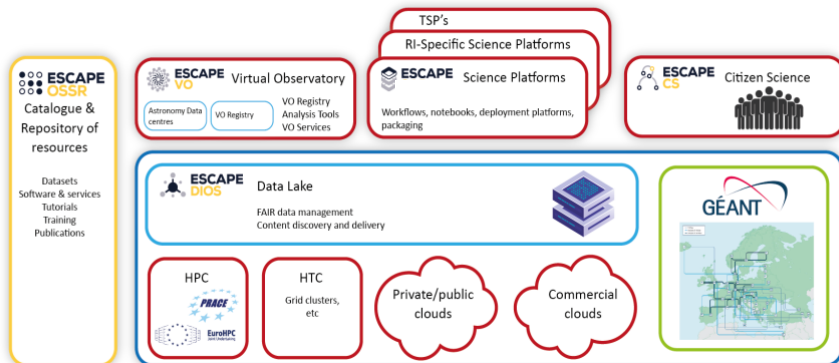 TSP's
RI-Specific Science Platforms
ESCAPE
OSSR
Catalogue &
Repository of
resources
Datasets
Software & services
Tutorials
Training
Publications
ESCAPE
VO
Virtual Observatory
Astronomy Data
centres
VO Registry
VO Registry
Analysis Tools
VO Services
ESCAPE
Science Platforms
Workflows, notebooks, deployment platforms,
packaging
ESCAPE
CS
Citizen Science
ESCAPE
DIOS
Data Lake
FAIR data management
Content discovery and delivery
GÉANT
HPC
PRACE
EuroHPC
Joint Undertaking
HTC
Grid clusters,
etc
Private/public
clouds
Commercial
clouds